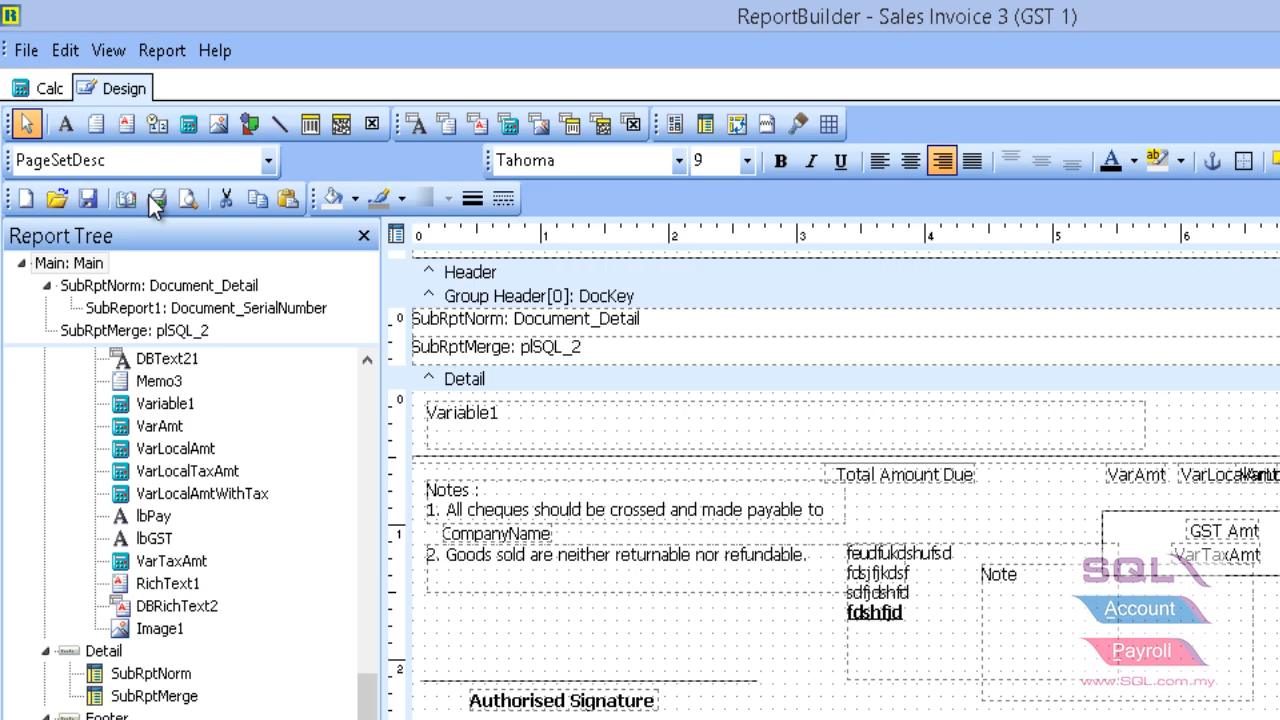 ReportBuilder - Sales Invoice 3 (GST 1)
File Edit View Report Help
Calc Design
PageSetDesc Tahoma 9 B I U
Report Tree
Main: Main
SubRptNorm: Document_Detail
SubReport1: Document_SerialNumber
SubRptMerge: plSQL_2
DBText21
Memo3
Variable1
VarAmt
VarLocalAmt
VarLocalTaxAmt
VarLocalAmtWithTax
lbPay
lbGST
VarTaxAmt
RichText1
DBRichText2
Image1
Detail
SubRptNorm
SubRptMerge
Footer
0 1 2 3 4 5 6
Header
Group Header[0]: DocKey
0
SubRptNorm: Document_Detail
SubRptMerge: plSQL_2
Detail
0
Variable1
Total Amount Due VarAmt
Notes :
1. All cheques should be crossed and made payable to
CompanyName
2. Goods sold are neither returnable nor refundable.
1
GST Amt
VarTaxAmt
feudfukdshufsd
fdsjfjkdsf
sdfjdshfd
fdshfjd
Note
2
Authorised Signature
SQL
Account
Payroll
www.SQL.com.my